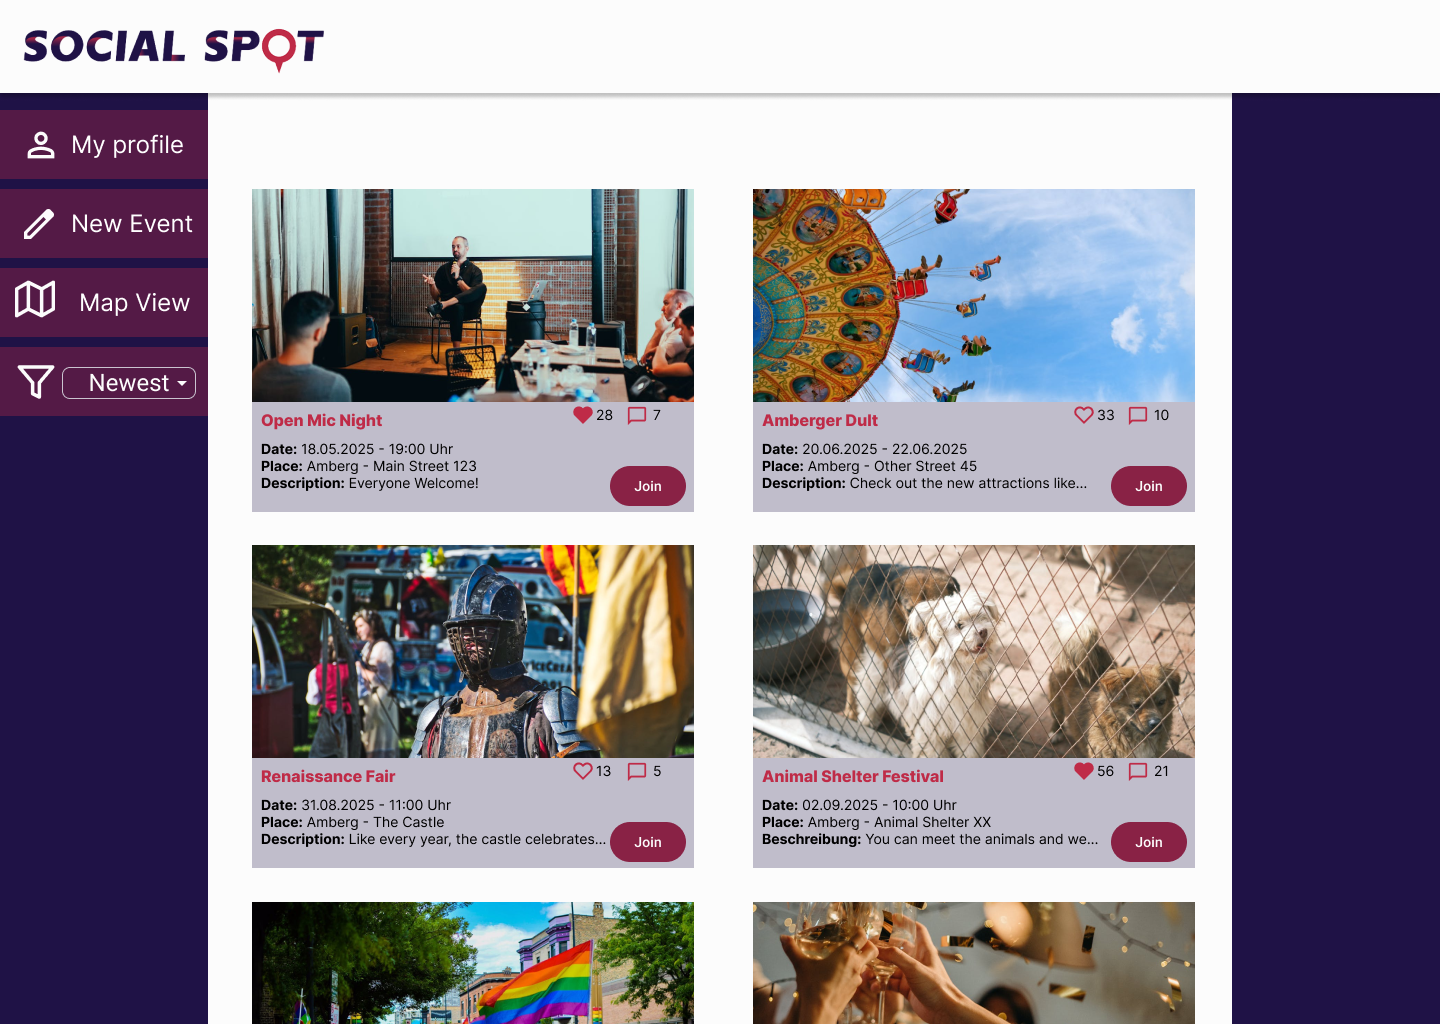 SOCIAL SPOT
My profile
New Event
Map View
Newest
Open Mic Night
28
7
Date: 18.05.2025 - 19:00 Uhr
Place: Amberg - Main Street 123
Description: Everyone Welcome!
Join
Amberger Dult
33
10
Date: 20.06.2025 - 22.06.2025
Place: Amberg - Other Street 45
Description: Check out the new attractions like...
Join
Renaissance Fair
13
5
Date: 31.08.2025 - 11:00 Uhr
Place: Amberg - The Castle
Description: Like every year, the castle celebrates...
Join
Animal Shelter Festival
56
21
Date: 02.09.2025 - 10:00 Uhr
Place: Amberg - Animal Shelter XX
Beschreibung: You can meet the animals and we...
Join